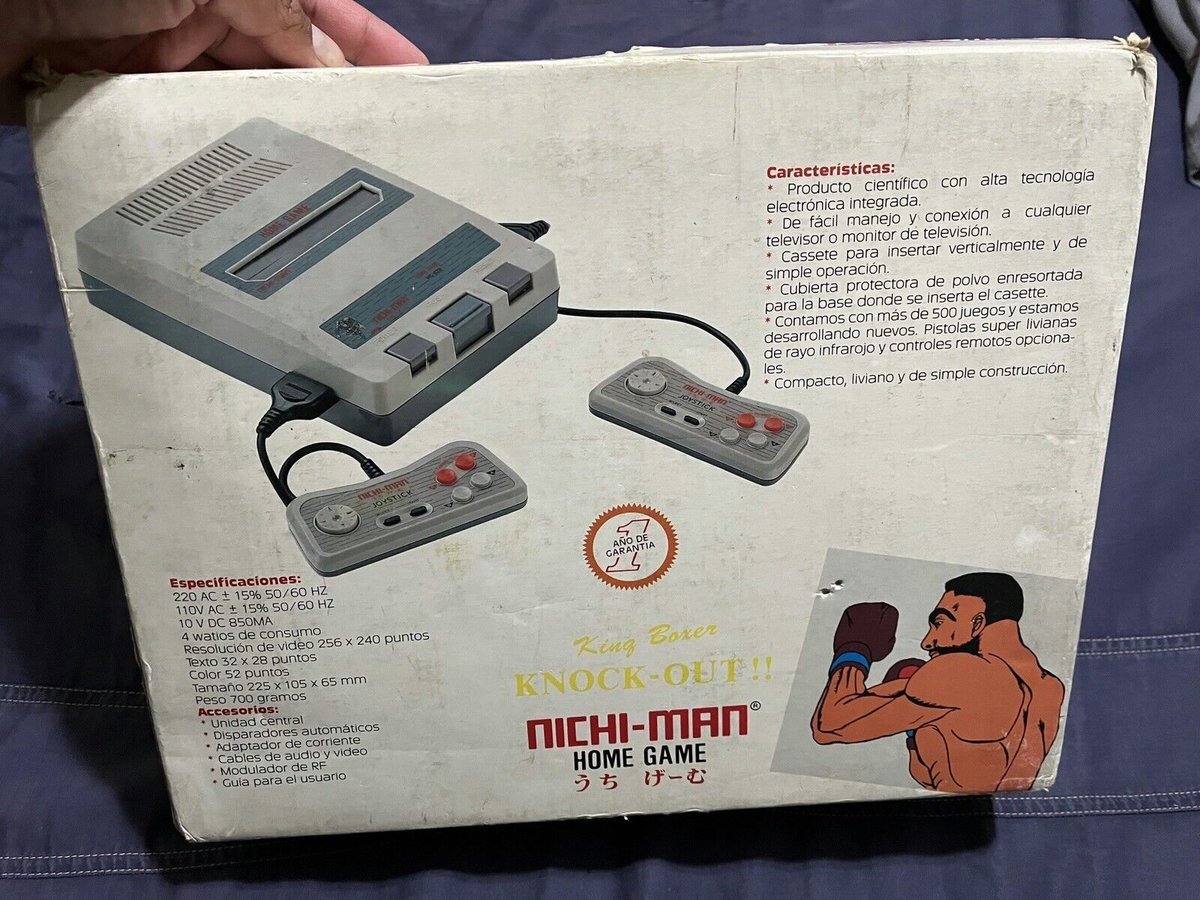 Características:
* Producto científico con alta tecnología
electrónica integrada.
* De fácil manejo y conexión a cualquier
televisor o monitor de televisión.
* Cassete para insertar verticalmente y de
simple operación.
* Cubierta protectora de polvo enresortada
para la base donde se inserta el casette.
* Contamos con más de 500 juegos y estamos
desarrollando nuevos. Pistolas super livianas
de rayo infrarojo y controles remotos opciona-
les.
* Compacto, liviano y de simple construcción.
HOME GAME
NICHI-MAN
NICHI-MAN
JOYSTICK
NICHI-MAN
JOYSTICK
1
AÑO DE
GARANTIA
Especificaciones:
220 AC ± 15% 50/60 HZ
110V AC ± 15% 50/60 HZ
10 V DC 850MA
4 watios de consumo
Resolución de video 256 x 240 puntos
Texto 32 x 28 puntos
Color 52 puntos
Tamaño 225 x 105 x 65 mm
Peso 700 gramos
Accesorios:
* Unidad central
* Disparadores automáticos
* Adaptador de corriente
* Cables de audio y video
* Modulador de RF
* Guía para el usuario
King Boxer
KNOCK-OUT!!
NICHI-MAN®
HOME GAME
うち げーむ